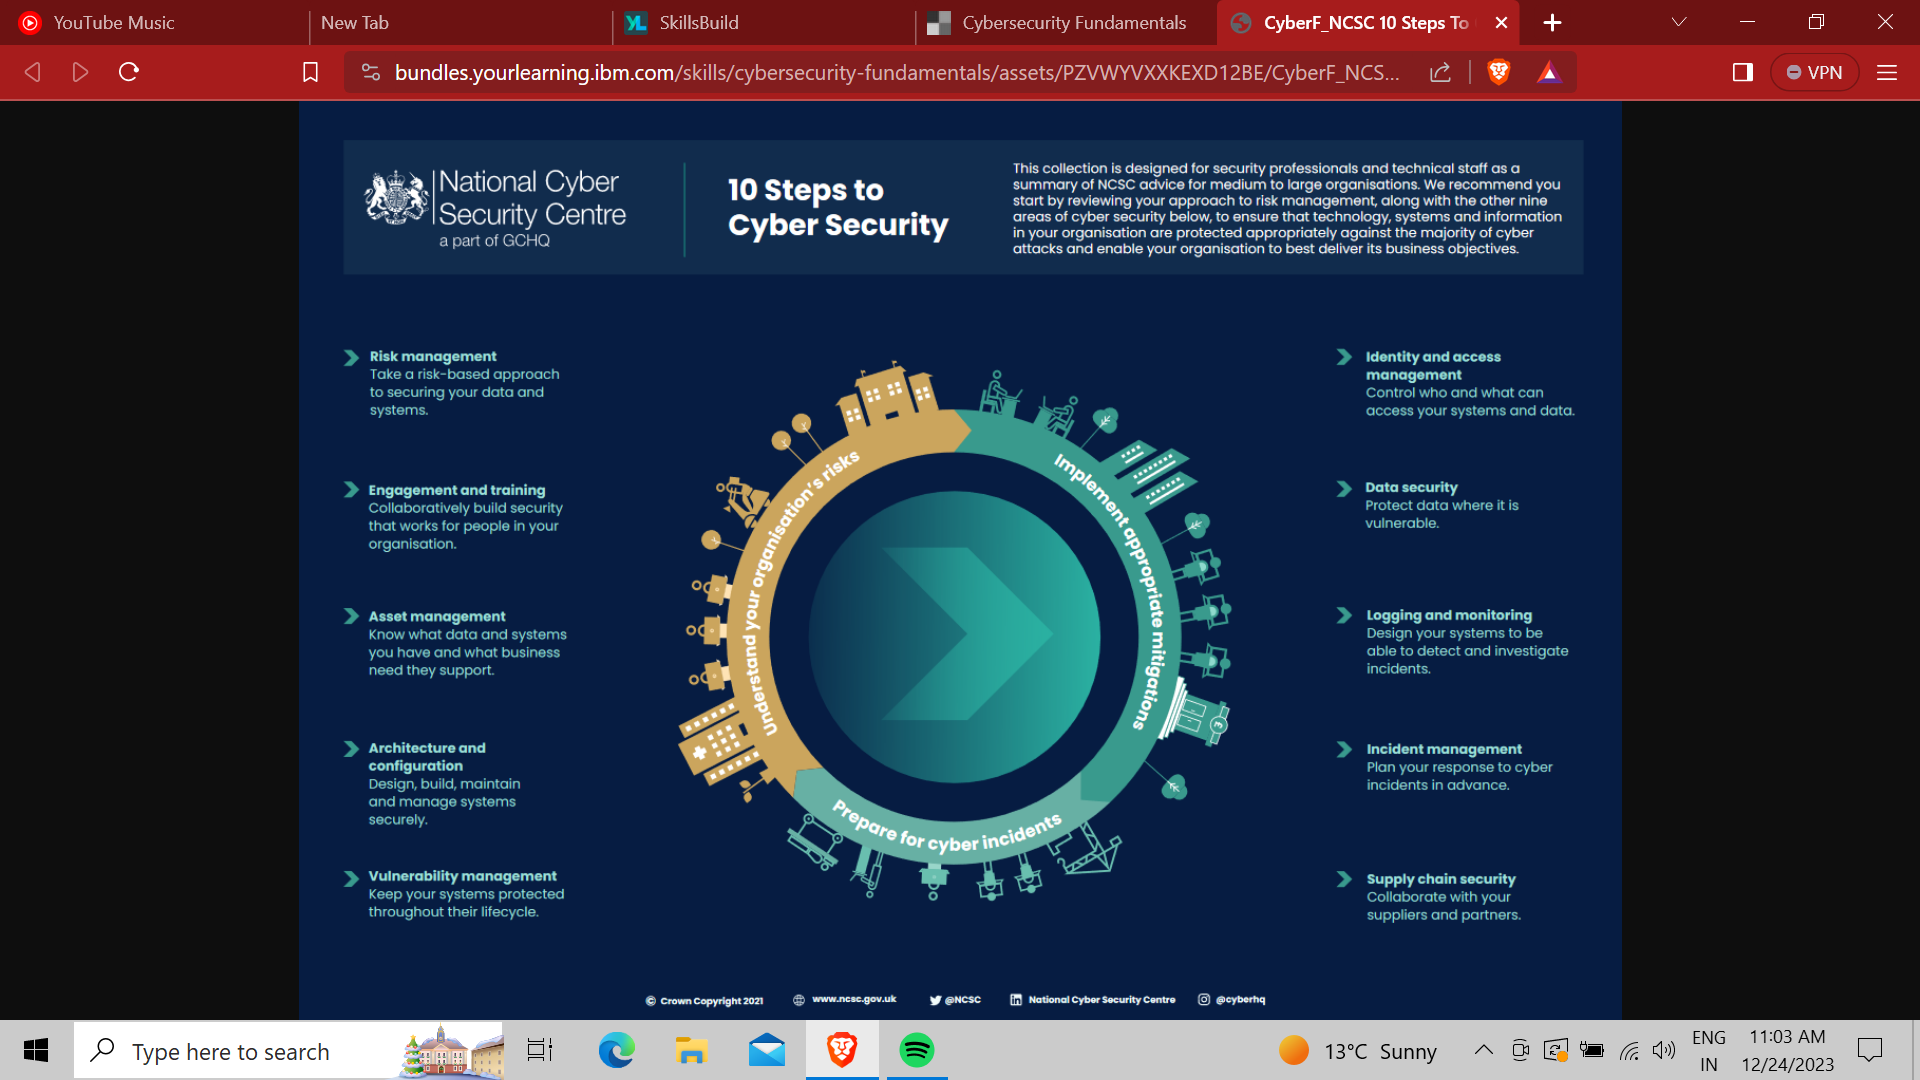 YouTube Music
New Tab
SkillsBuild
Cybersecurity Fundamentals
CyberF_NCSC 10 Steps To
bundles.yourlearning.ibm.com/skills/cybersecurity-fundamentals/assets/PZVWYVXXKEXD12BE/CyberF_NCS...
VPN
National Cyber
Security Centre
a part of GCHQ
10 Steps to
Cyber Security
This collection is designed for security professionals and technical staff as a
summary of NCSC advice for medium to large organisations. We recommend you
start by reviewing your approach to risk management, along with the other nine
areas of cyber security below, to ensure that technology, systems and information
in your organisation are protected appropriately against the majority of cyber
attacks and enable your organisation to best deliver its business objectives.
Risk management
Take a risk-based approach
to securing your data and
systems.
Engagement and training
Collaboratively build security
that works for people in your
organisation.
Asset management
Know what data and systems
you have and what business
need they support.
Architecture and
configuration
Design, build, maintain
and manage systems
securely.
Vulnerability management
Keep your systems protected
throughout their lifecycle.
Understand your organisation's risks
Implement appropriate mitigations
3
Prepare for cyber incidents
Identity and access
management
Control who and what can
access your systems and data.
Data security
Protect data where it is
vulnerable.
Logging and monitoring
Design your systems to be
able to detect and investigate
incidents.
Incident management
Plan your response to cyber
incidents in advance.
Supply chain security
Collaborate with your
suppliers and partners.
© Crown Copyright 2021
www.ncsc.gov.uk
@NCSC
National Cyber Security Centre
@cyberhq
Type here to search
13°C Sunny
ENG
IN
11:03 AM
12/24/2023